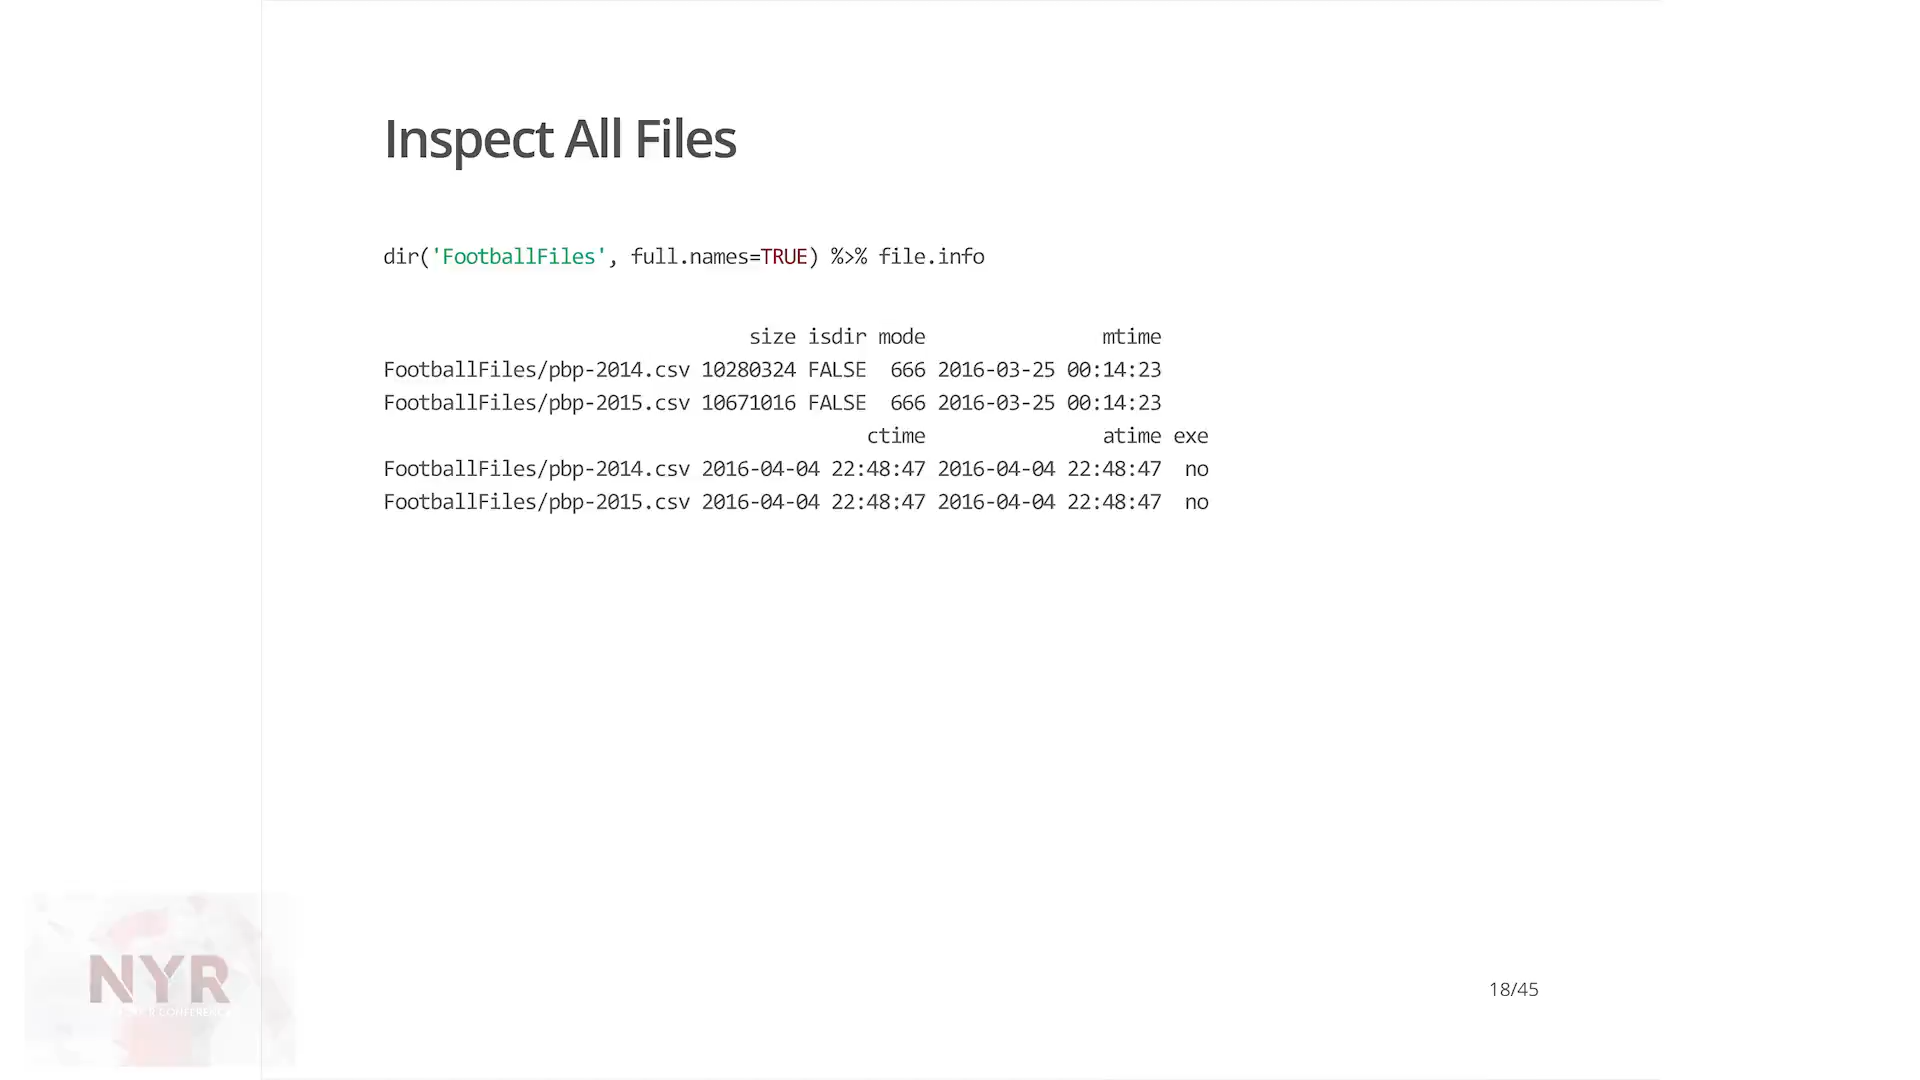 Inspect All Files
dir('FootballFiles', full.names=TRUE) %>% file.info
size isdir mode mtime
FootballFiles/pbp-2014.csv 10280324 FALSE 666 2016-03-25 00:14:23
FootballFiles/pbp-2015.csv 10671016 FALSE 666 2016-03-25 00:14:23
ctime atime exe
FootballFiles/pbp-2014.csv 2016-04-04 22:48:47 2016-04-04 22:48:47 no
FootballFiles/pbp-2015.csv 2016-04-04 22:48:47 2016-04-04 22:48:47 no
NYR
R CONFERENCE
18/45